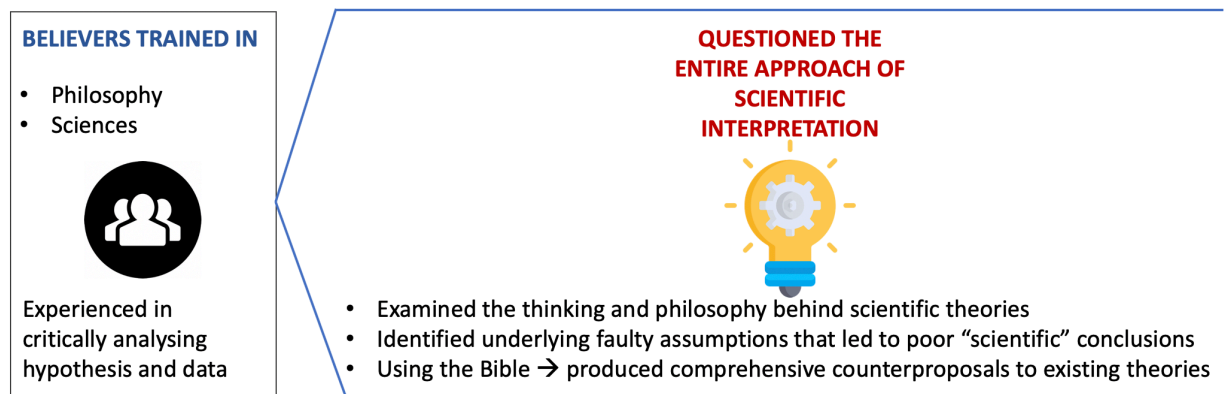 BELIEVERS TRAINED IN
• Philosophy
• Sciences
Experienced in
critically analysing
hypothesis and data
QUESTIONED THE
ENTIRE APPROACH OF
SCIENTIFIC
INTERPRETATION
• Examined the thinking and philosophy behind scientific theories
• Identified underlying faulty assumptions that led to poor “scientific” conclusions
• Using the Bible → produced comprehensive counterproposals to existing theories